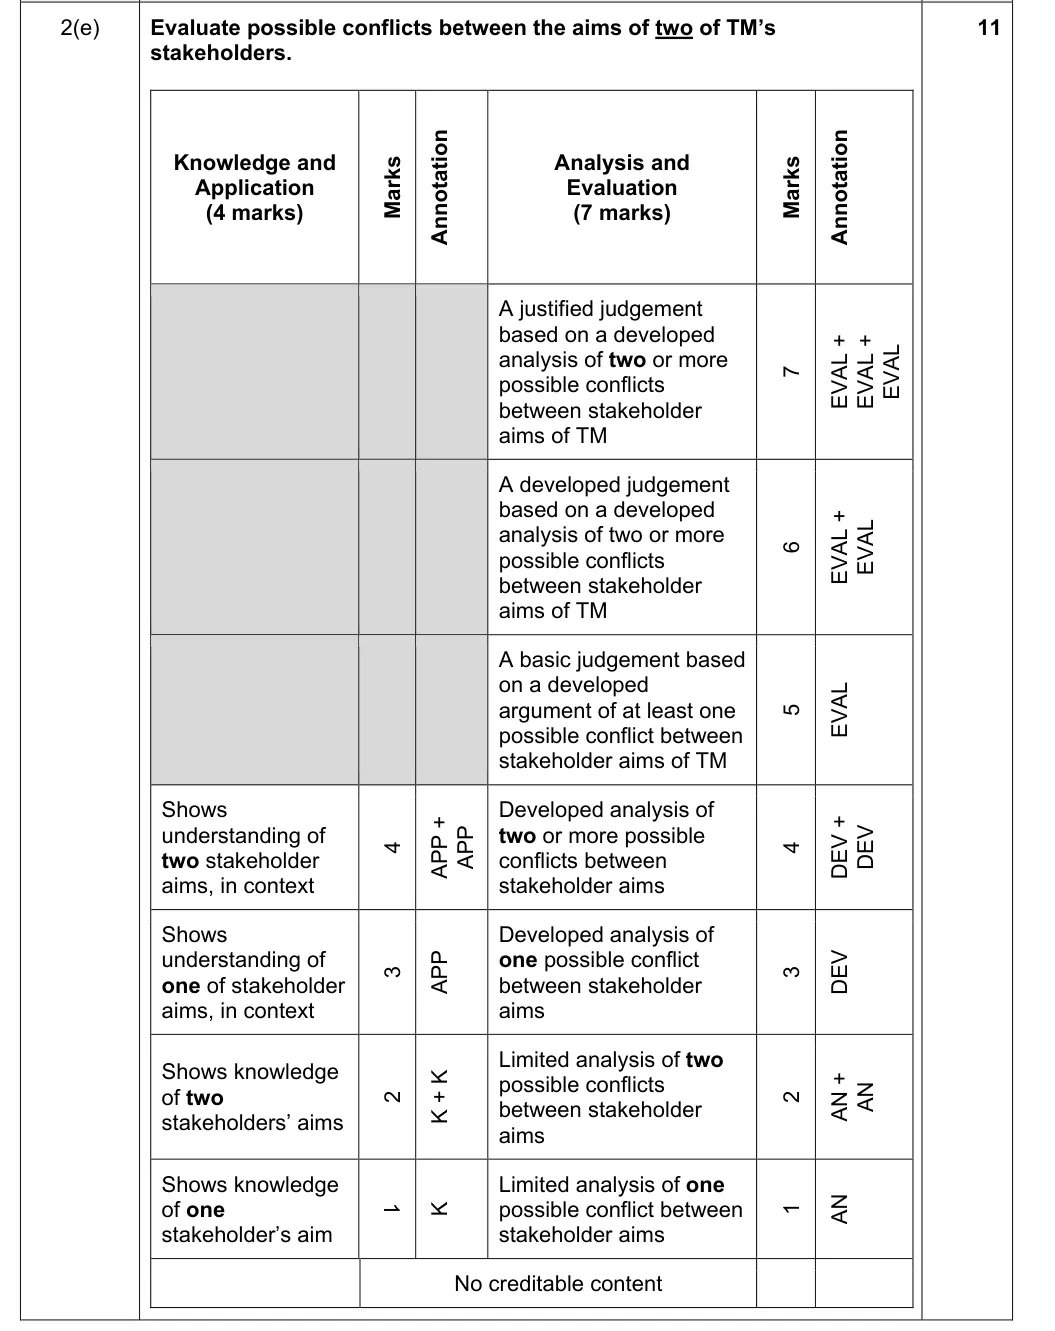 2(e)
Evaluate possible conflicts between the aims of two of TM's
stakeholders.
11
Knowledge and
Application
(4 marks)
Marks
Annotation
Analysis and
Evaluation
(7 marks)
Marks
Annotation
A justified judgement
based on a developed
analysis of two or more
possible conflicts
between stakeholder
aims of TM
7
EVAL +
EVAL +
EVAL
A developed judgement
based on a developed
analysis of two or more
possible conflicts
between stakeholder
aims of TM
6
EVAL +
EVAL
A basic judgement based
on a developed
argument of at least one
possible conflict between
stakeholder aims of TM
5
EVAL
Shows
understanding of
two stakeholder
aims, in context
4
APP +
APP
Developed analysis of
two or more possible
conflicts between
stakeholder aims
4
DEV +
DEV
Shows
understanding of
one of stakeholder
aims, in context
3
APP
Developed analysis of
one possible conflict
between stakeholder
aims
3
DEV
Shows knowledge
of two
stakeholders' aims
2
K + K
Limited analysis of two
possible conflicts
between stakeholder
aims
2
AN +
AN
Shows knowledge
of one
stakeholder's aim
1
K
Limited analysis of one
possible conflict between
stakeholder aims
1
AN
No creditable content